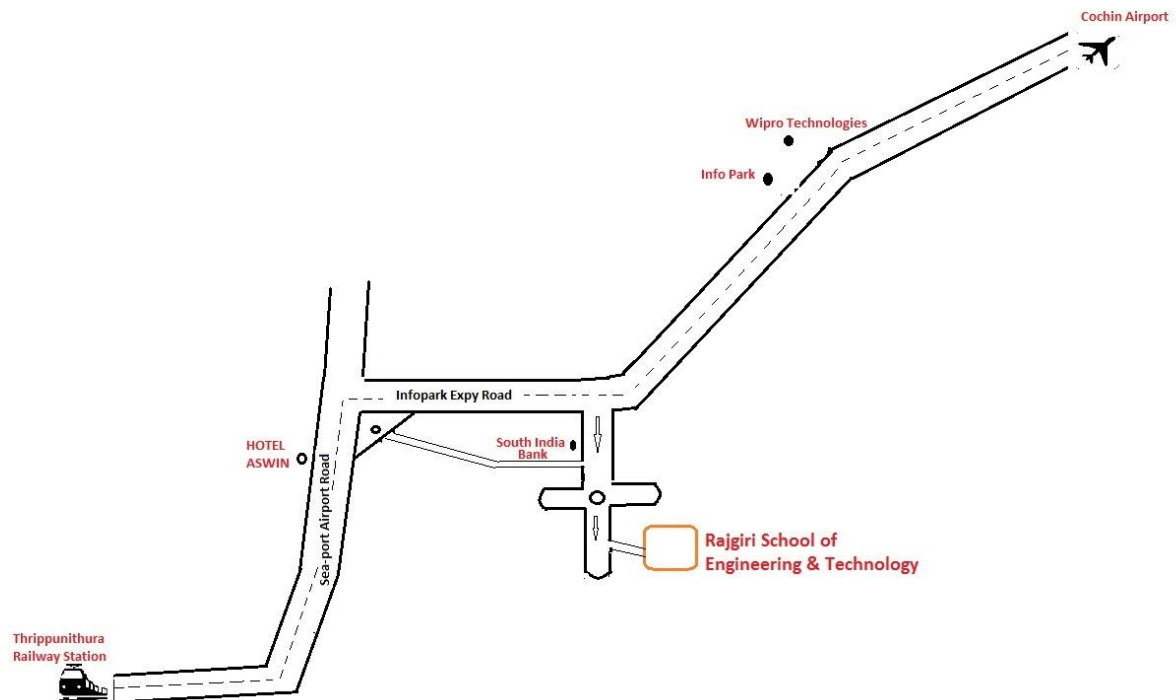 Cochin Airport
Wipro Technologies
Info Park
Infopark Expy Road
HOTEL
ASWIN
South India
Bank
Sea-port Airport Road
Rajgiri School of
Engineering & Technology
Thrippunithura
Railway Station